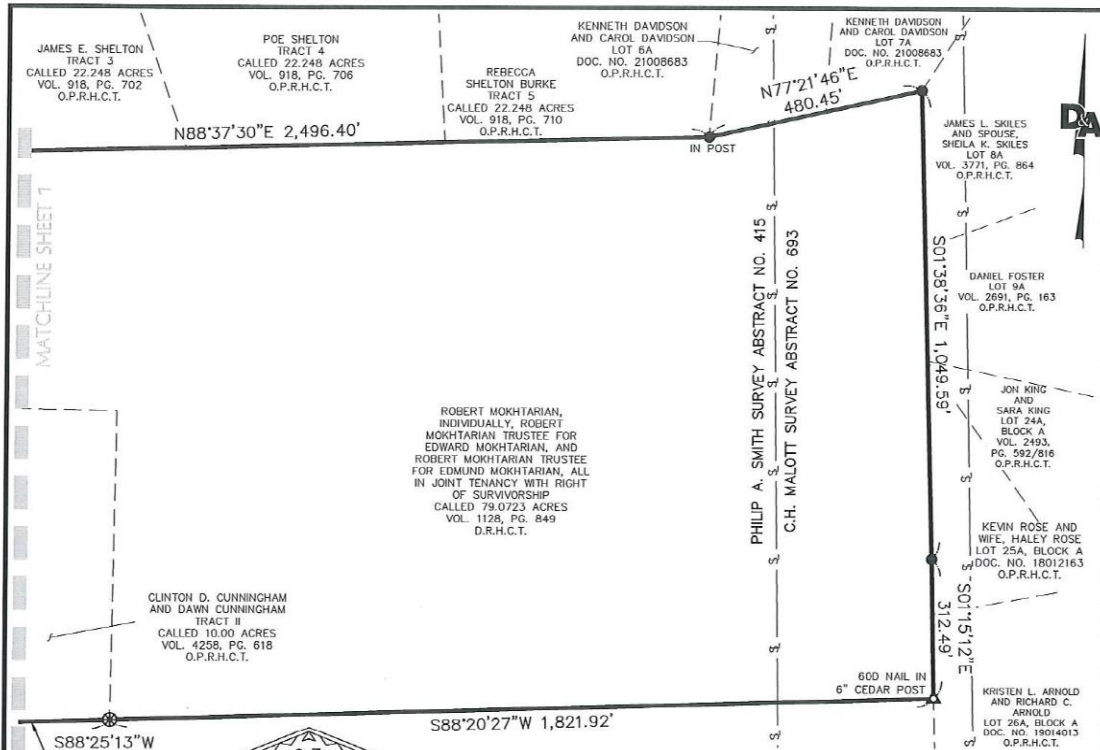 JAMES E. SHELTON
TRACT 3
CALLED 22.248 ACRES
VOL. 918, PG. 702
O.P.R.H.C.T.
POE SHELTON
TRACT 4
CALLED 22.248 ACRES
VOL. 918, PG. 706
O.P.R.H.C.T.
REBECCA
SHELTON BURKE
TRACT 5
CALLED 22.248 ACRES
VOL. 918, PG. 710
O.P.R.H.C.T.
KENNETH DAVIDSON
AND CAROL DAVIDSON
LOT 6A
DOC. NO. 21008683
O.P.R.H.C.T.
KENNETH DAVIDSON
AND CAROL DAVIDSON
LOT 7A
DOC. NO. 21008683
O.P.R.H.C.T.
N88°37'30"E 2,496.40'
IN POST
N77°21'46"E
480.45'
JAMES L. SKILES
AND SPOUSE,
SHEILA K. SKILES
LOT 8A
VOL. 3771, PG. 864
O.P.R.H.C.T.
D&A
MATCHLINE SHEET 1
PHILIP A. SMITH SURVEY ABSTRACT NO. 415
C.H. MALOTT SURVEY ABSTRACT NO. 693
S01°38'36"E 1,049.59'
DANIEL FOSTER
LOT 9A
VOL. 2691, PG. 163
O.P.R.H.C.T.
JON KING
AND
SARA KING
LOT 24A,
BLOCK A
VOL. 2493,
PG. 592/816
O.P.R.H.C.T.
ROBERT MOKHTARIAN,
INDIVIDUALLY, ROBERT
MOKHTARIAN TRUSTEE FOR
EDWARD MOKHTARIAN, AND
ROBERT MOKHTARIAN TRUSTEE
FOR EDMUND MOKHTARIAN, ALL
IN JOINT TENANCY WITH RIGHT
OF SURVIVORSHIP
CALLED 79.0723 ACRES
VOL. 1128, PG. 849
D.R.H.C.T.
KEVIN ROSE AND
WIFE, HALEY ROSE
LOT 25A, BLOCK A
DOC. NO. 18012163
O.P.R.H.C.T.
S01°15'12"E
312.49'
CLINTON D. CUNNINGHAM
AND DAWN CUNNINGHAM
TRACT II
CALLED 10.00 ACRES
VOL. 4258, PG. 618
O.P.R.H.C.T.
60D NAIL IN
6" CEDAR POST
KRISTEN L. ARNOLD
AND RICHARD C.
ARNOLD
LOT 26A, BLOCK A
DOC. NO. 19014013
O.P.R.H.C.T.
S88°20'27"W 1,821.92'
S88°25'13"W